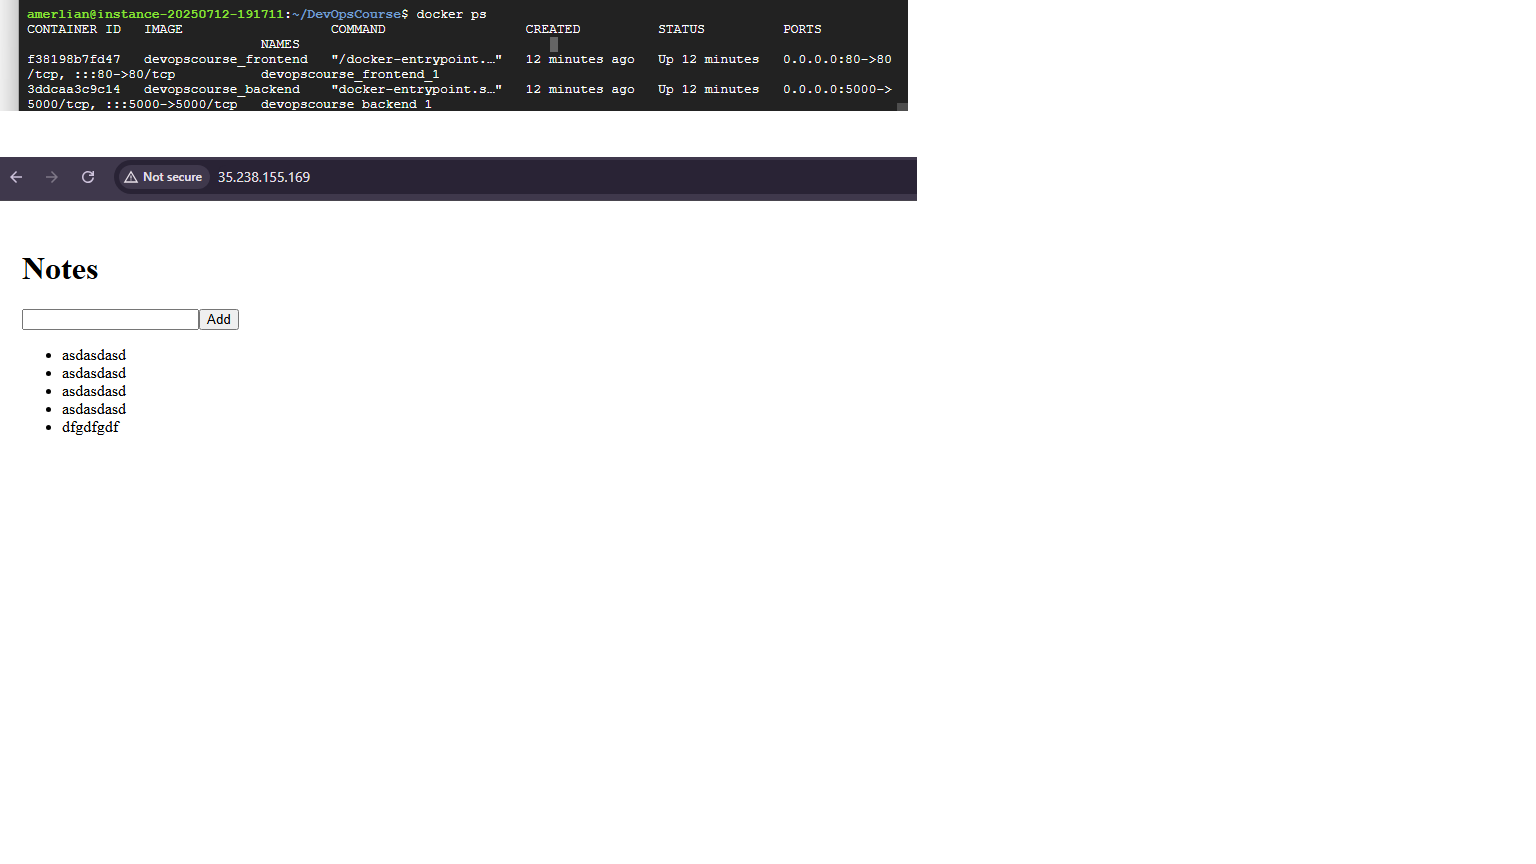 amerlian@instance-20250712-191711:~/DevOpsCourse$ docker ps
CONTAINER ID   IMAGE                   COMMAND                  CREATED          STATUS          PORTS
                              NAMES
f38198b7fd47   devopscourse_frontend   "/docker-entrypoint.…"   12 minutes ago   Up 12 minutes   0.0.0.0:80->80
/tcp, :::80->80/tcp           devopscourse_frontend_1
3ddcaa3c9c14   devopscourse_backend    "docker-entrypoint.s…"   12 minutes ago   Up 12 minutes   0.0.0.0:5000->
5000/tcp, :::5000->5000/tcp   devopscourse_backend_1
Not secure 35.238.155.169
Notes
Add
asdasdasd
asdasdasd
asdasdasd
asdasdasd
dfgdfgdf